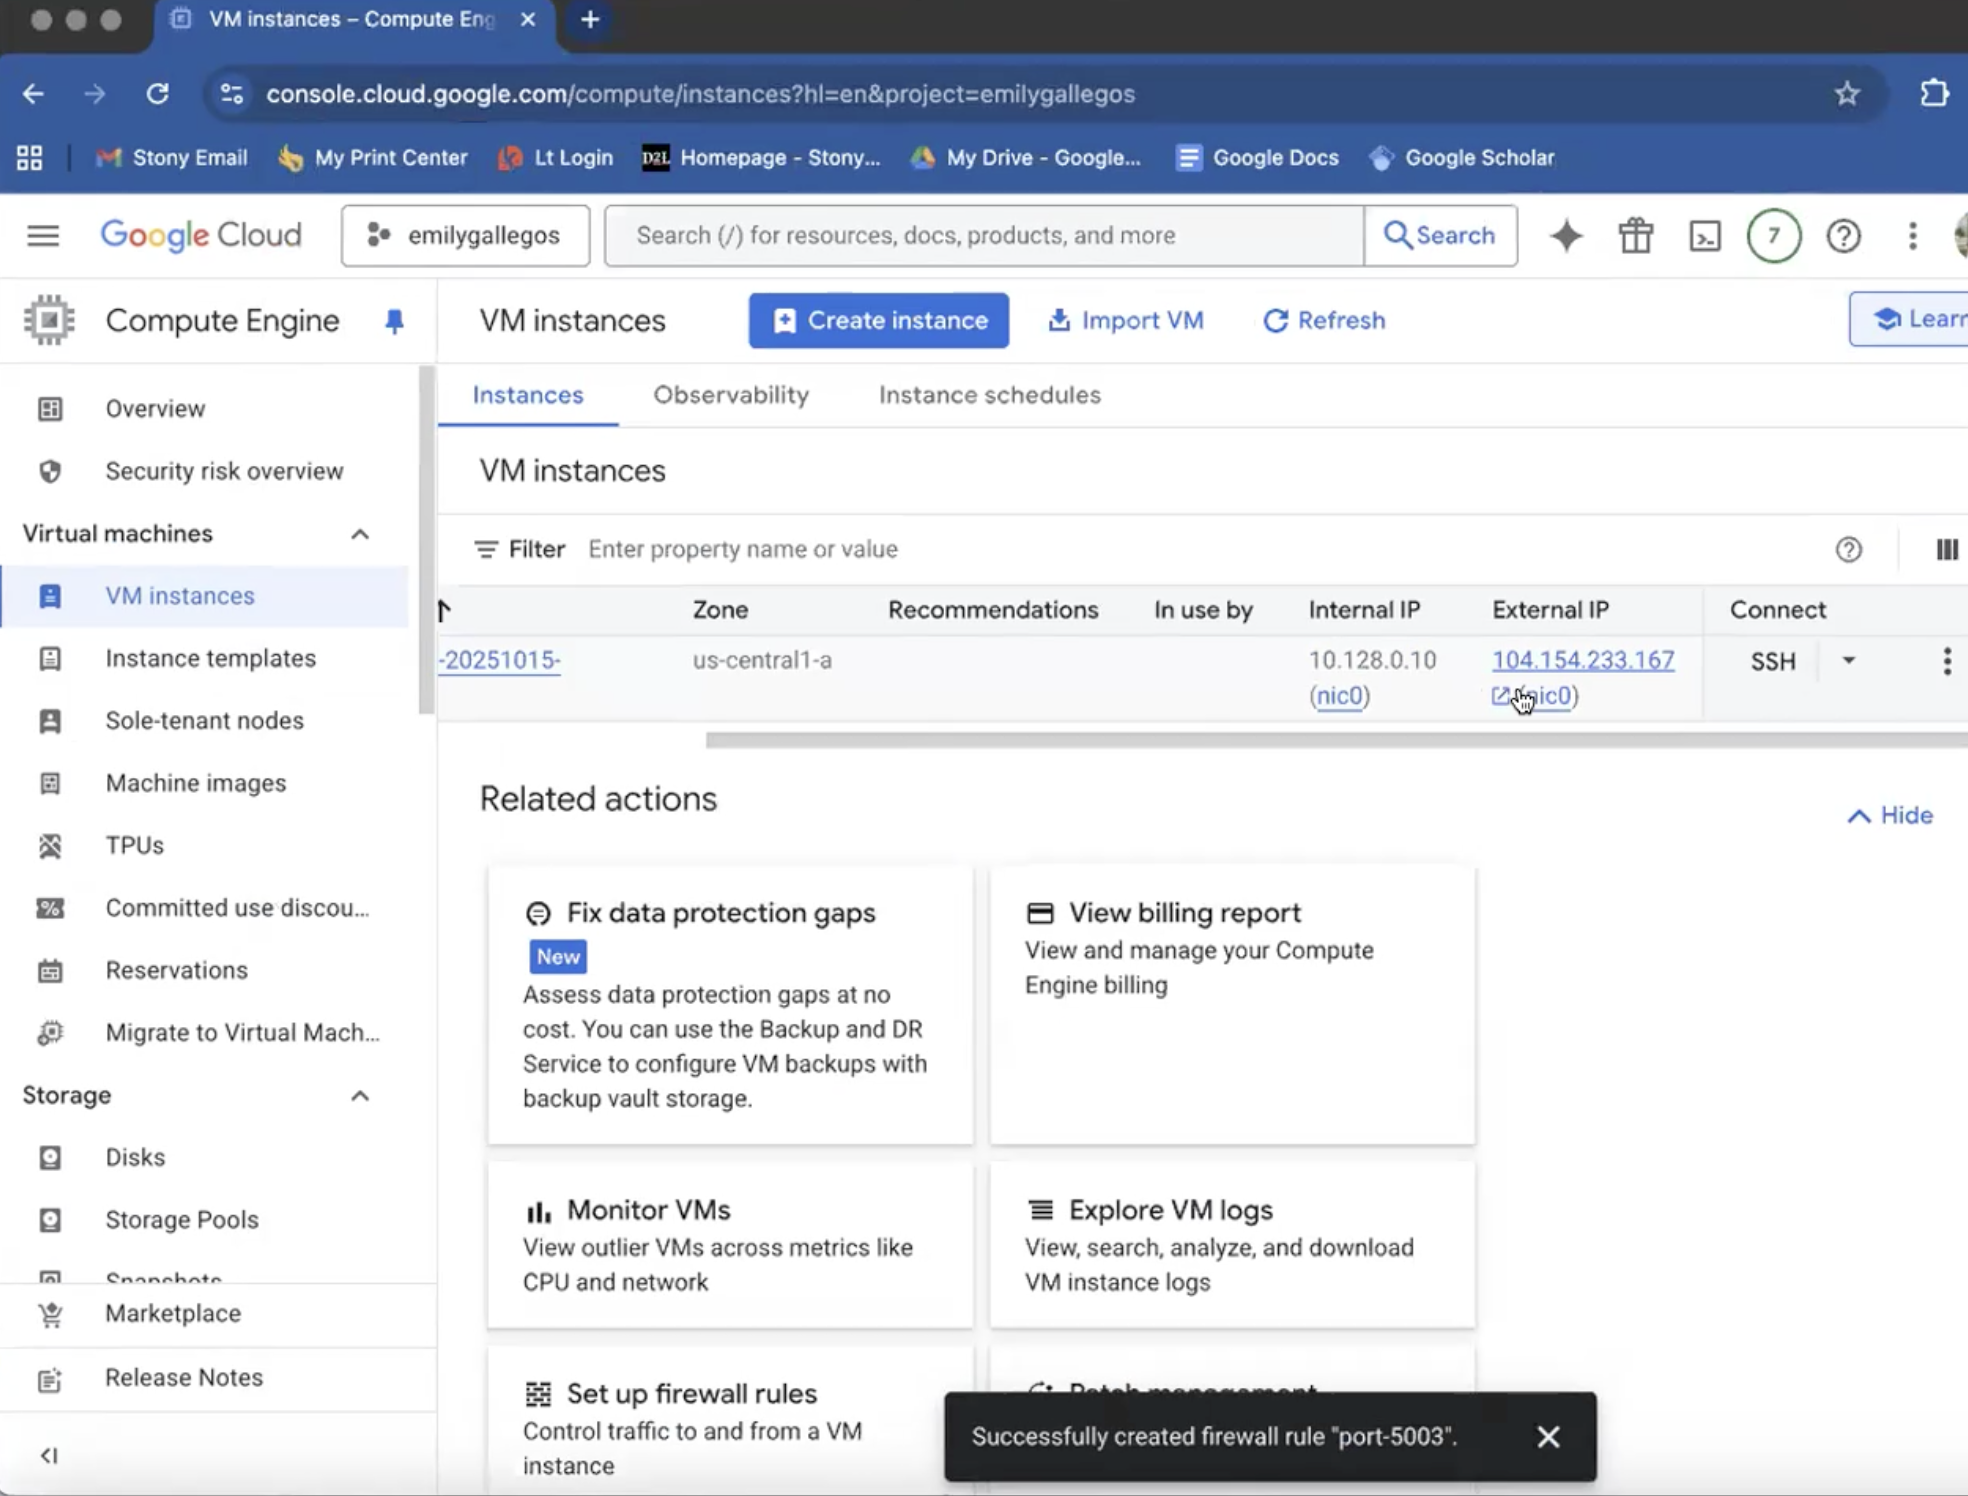 VM instances – Compute Eng
console.cloud.google.com/compute/instances?hl=en&project=emilygallegos
Stony Email
My Print Center
Lt Login
D2L Homepage - Stony...
My Drive - Google...
Google Docs
Google Scholar
Google Cloud
emilygallegos
Search (/) for resources, docs, products, and more
Search
7
Compute Engine
VM instances
Create instance
Import VM
Refresh
Learn
Overview
Security risk overview
Virtual machines
VM instances
Instance templates
Sole-tenant nodes
Machine images
TPUs
Committed use discou...
Reservations
Migrate to Virtual Mach...
Storage
Disks
Storage Pools
Snapshots
Marketplace
Release Notes
Instances
Observability
Instance schedules
VM instances
Filter Enter property name or value
Zone
Recommendations
In use by
Internal IP
External IP
Connect
-20251015-
us-central1-a
10.128.0.10
(nic0)
104.154.233.167
(nic0)
SSH
Related actions
Hide
Fix data protection gaps
New
Assess data protection gaps at no
cost. You can use the Backup and DR
Service to configure VM backups with
backup vault storage.
View billing report
View and manage your Compute
Engine billing
Monitor VMs
View outlier VMs across metrics like
CPU and network
Explore VM logs
View, search, analyze, and download
VM instance logs
Set up firewall rules
Control traffic to and from a VM
instance
Patch management
Successfully created firewall rule "port-5003".